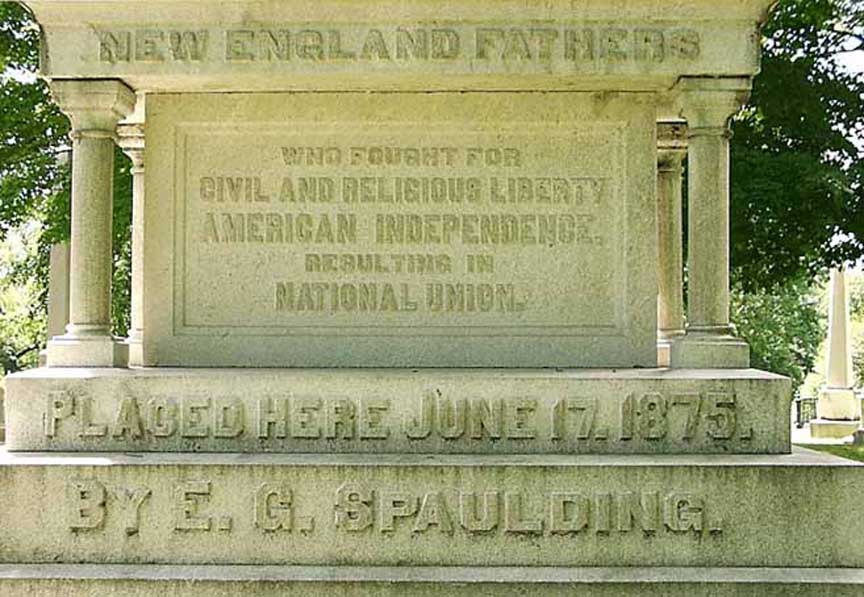 NEW ENGLAND FATHERS
WHO FOUGHT FOR
CIVIL AND RELIGIOUS LIBERTY
AMERICAN INDEPENDENCE.
RESULTING IN
NATIONAL UNION.
PLACED HERE JUNE 17. 1875.
BY E. G. SPAULDING.